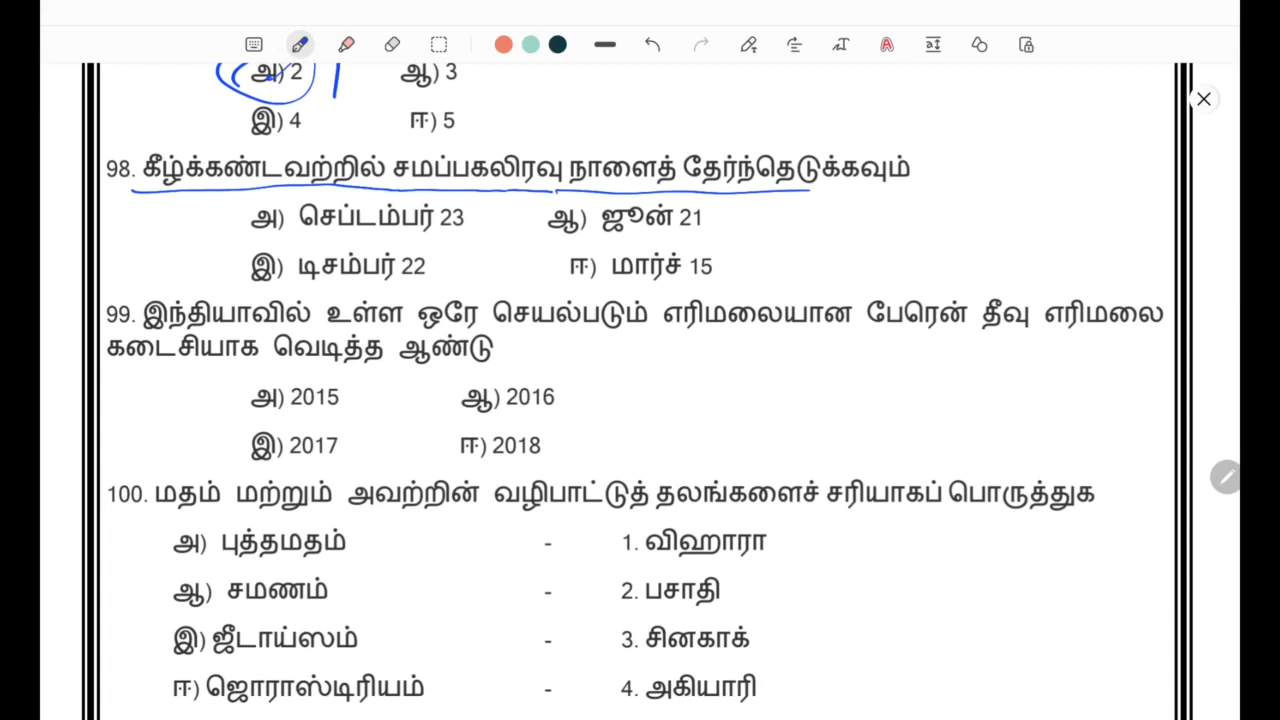 அ) 2 ஆ) 3
இ) 4 ஈ) 5
98. கீழ்க்கண்டவற்றில் சமப்பகலிரவு நாளைத் தேர்ந்தெடுக்கவும்
அ) செப்டம்பர் 23 ஆ) ஜூன் 21
இ) டிசம்பர் 22 ஈ) மார்ச் 15
99. இந்தியாவில் உள்ள ஒரே செயல்படும் எரிமலையான பேரென் தீவு எரிமலை
கடைசியாக வெடித்த ஆண்டு
அ) 2015 ஆ) 2016
இ) 2017 ஈ) 2018
100. மதம் மற்றும் அவற்றின் வழிபாட்டுத் தலங்களைச் சரியாகப் பொருத்துக
அ) புத்தமதம் - 1. விஹாரா
ஆ) சமணம் - 2. பசாதி
இ) ஜீடாய்ஸம் - 3. சினகாக்
ஈ) ஜொராஸ்டிரியம் - 4. அகியாரி